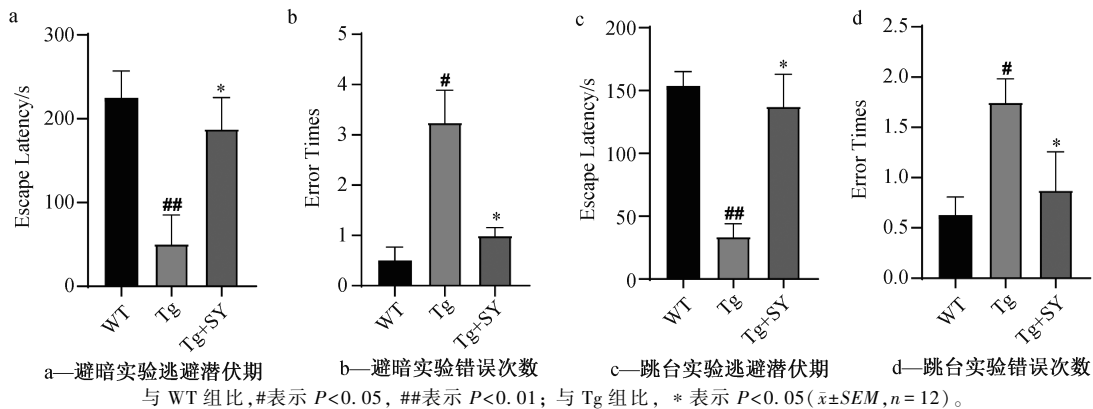 a
300
200
100
0
Escape Latency/s
##
*
WT
Tg
Tg+SY
a—避暗实验逃避潜伏期
b
5
4
3
2
1
0
Error Times
#
*
WT
Tg
Tg+SY
b—避暗实验错误次数
c
200
150
100
50
0
Escape Latency/s
##
*
WT
Tg
Tg+SY
c—跳台实验逃避潜伏期
d
2.5
2.0
1.5
1.0
0.5
0.0
Error Times
#
*
WT
Tg
Tg+SY
d—跳台实验错误次数
与 WT 组比,#表示 P<0.05, ##表示 P<0.01; 与 Tg 组比, *表示 P<0.05(x̄±SEM,n=12)。